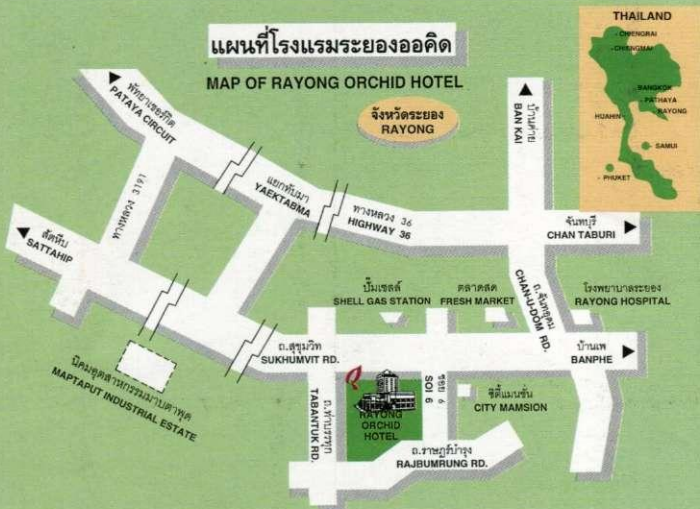 แผนที่โรงแรมระยองออคิด
MAP OF RAYONG ORCHID HOTEL
THAILAND
CHIENGRAI
CHIENGMAI
BANGKOK
PATHAYA
RAYONG
HUAHIN
SAMUI
PHUKET
จังหวัดระยอง
RAYONG
พัทยาเซอร์กิต
PATAYA CIRCUIT
บ้านค่าย
BAN KAI
ทางหลวง 3191
แยกทับมา
YAEKTABMA
ทางหลวง 36
HIGHWAY 36
จันทบุรี
CHAN TABURI
สัตหีบ
SATTAHIP
ปั๊มเชลล์
SHELL GAS STATION
ตลาดสด
FRESH MARKET
ถ.จันทอุดม
CHAN-U-DOM RD.
โรงพยาบาลระยอง
RAYONG HOSPITAL
นิคมอุตสาหกรรมมาบตาพุด
MAPTAPUT INDUSTRIAL ESTATE
ถ.สุขุมวิท
SUKHUMVIT RD.
บ้านเพ
BANPHE
ถ.ท่าบรรทุก
TABANTUK RD.
RAYONG
ORCHID
HOTEL
ซอย 6
SOI 6
ซิตี้แมนชั่น
CITY MAMSION
ถ.ราษฎร์บำรุง
RAJBUMRUNG RD.